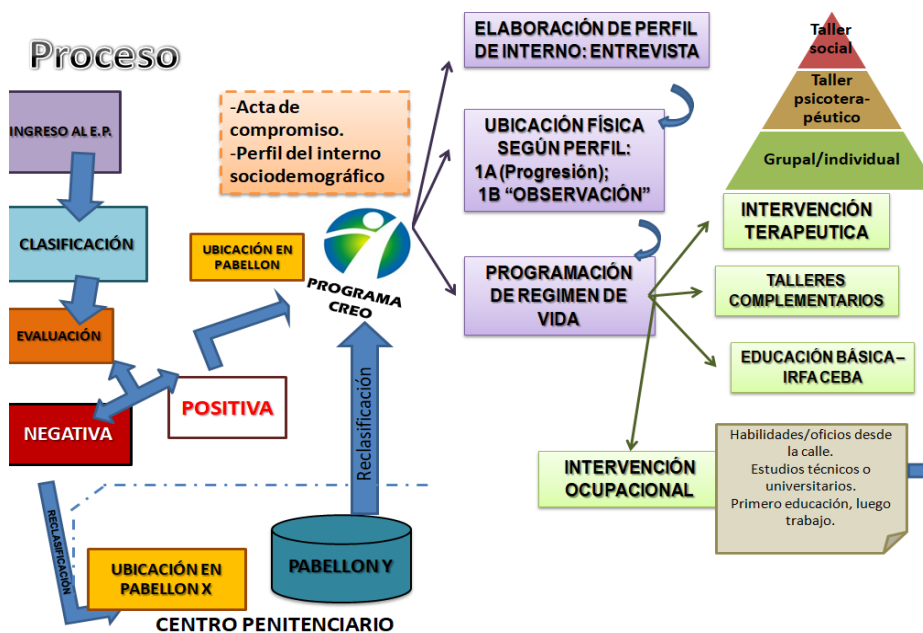 Proceso
INGRESO AL E.P.
CLASIFICACIÓN
EVALUACIÓN
NEGATIVA
POSITIVA
UBICACIÓN EN
PABELLON
-Acta de
compromiso.
-Perfil del interno
sociodemográfico
PROGRAMA
CREO
Reclasificación
RECLASIFICACIÓN
UBICACIÓN EN
PABELLON X
PABELLON Y
CENTRO PENITENCIARIO
ELABORACIÓN DE PERFIL
DE INTERNO: ENTREVISTA
UBICACIÓN FÍSICA
SEGÚN PERFIL:
1A (Progresión);
1B “OBSERVACIÓN”
PROGRAMACIÓN
DE REGIMEN DE
VIDA
Taller
social
Taller
psicotera-
péutico
Grupal/individual
INTERVENCIÓN
TERAPEUTICA
TALLERES
COMPLEMENTARIOS
EDUCACIÓN BÁSICA –
IRFA CEBA
INTERVENCIÓN
OCUPACIONAL
Habilidades/oficios desde
la calle.
Estudios técnicos o
universitarios.
Primero educación, luego
trabajo.